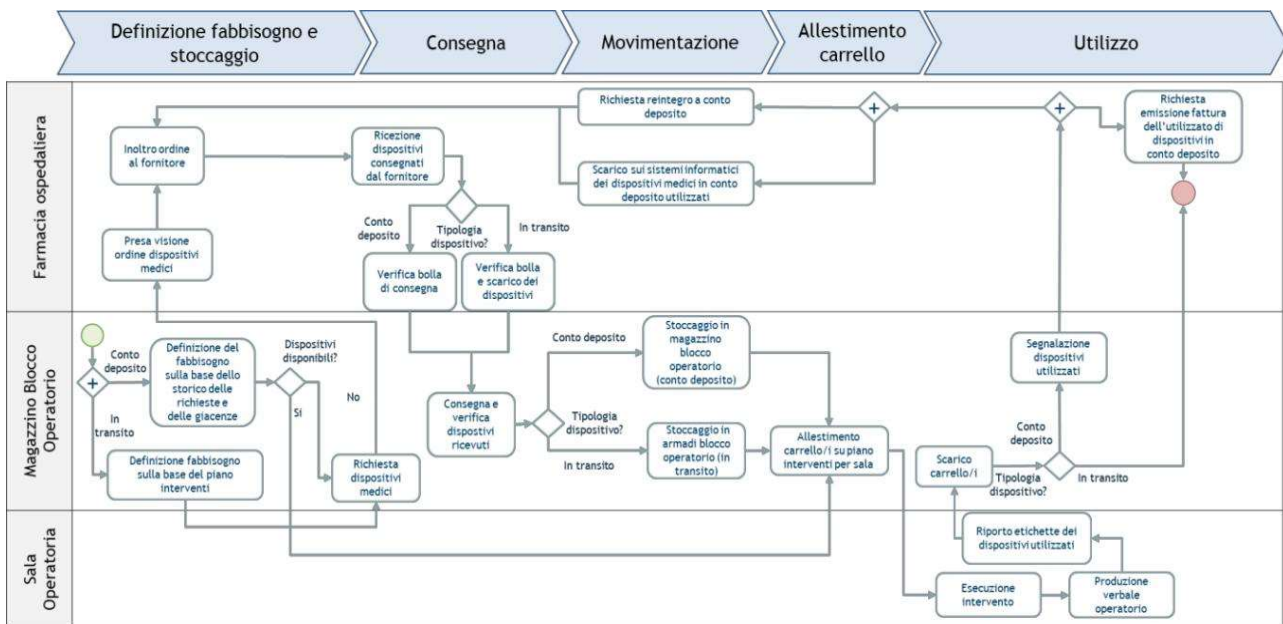 Definizione fabbisogno e
stoccaggio
Consegna
Movimentazione
Allestimento
carrello
Utilizzo
Farmacia ospedaliera
Inoltro ordine
al fornitore
Ricezione
dispositivi
consegnati
dal fornitore
Richiesta reintegro a conto
deposito
Scarico sui sistemi informatici
dei dispositivi medici in conto
deposito utilizzati
Richiesta
emissione fattura
dell'utilizzato di
dispositivi in
conto deposito
Presa visione
ordine dispositivi
medici
Conto
deposito
Tipologia
dispositivo?
In transito
Verifica bolla
di consegna
Verifica bolla
e scarico dei
dispositivi
Magazzino Blocco
Operatorio
Conto
deposito
In
transito
Definizione del
fabbisogno
sulla base dello
storico delle
richieste e
delle giacenze
Dispositivi
disponibili?
Si
No
Definizione fabbisogno
sulla base del piano
interventi
Richiesta
dispositivi
medici
Consegna e
verifica
dispostivi
ricevuti
Conto deposito
Tipologia
dispositivo?
In transito
Stoccaggio in
magazzino
blocco
operatorio
(conto deposito)
Stoccaggio in
armadi blocco
operatorio (in
transito)
Allestimento
carrello/i su piano
interventi per sala
Segnalazione
dispositivi
utilizzati
Scarico
carrello/i
Conto
deposito
Tipologia
dispositivo?
In transito
Sala
Operatoria
Riporto etichette dei
dispositivi utilizzati
Esecuzione
intervento
Produzione
verbale
operatorio